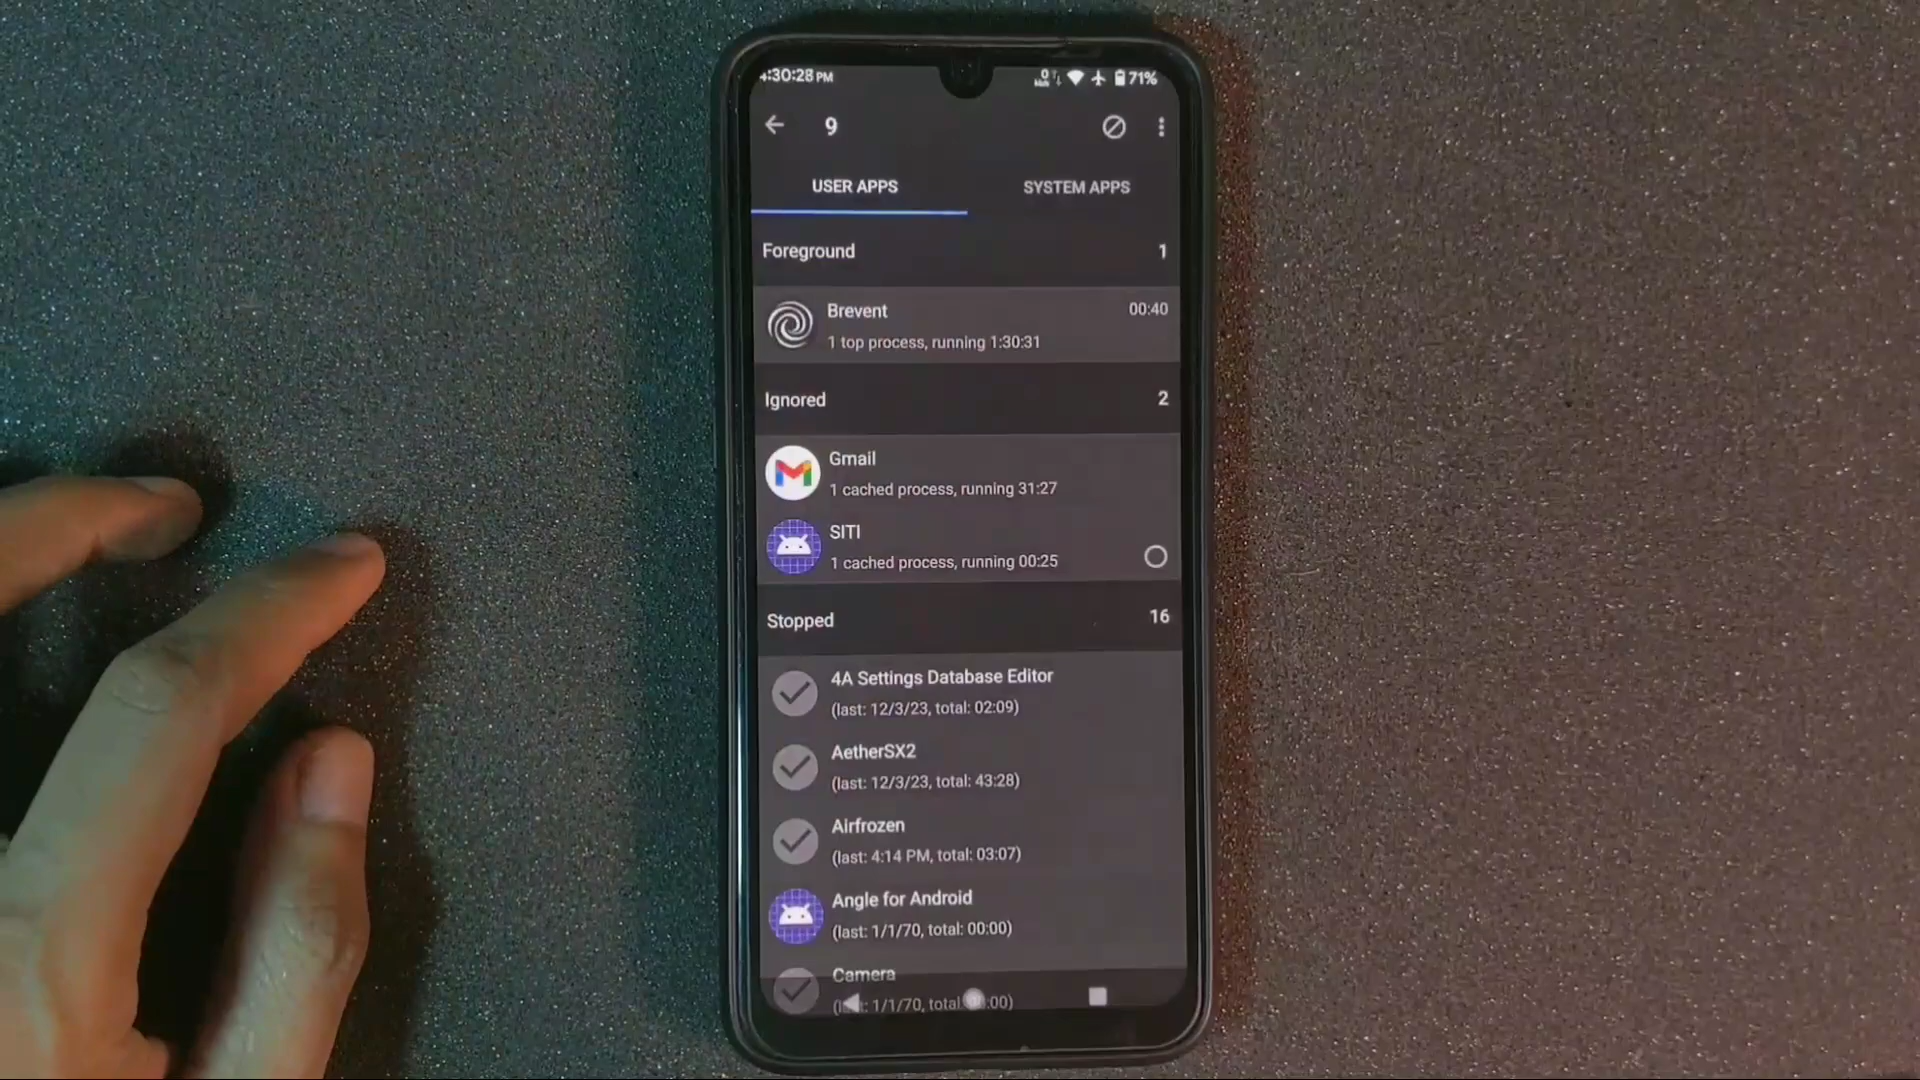 4:30:28 PM
71%
9
USER APPS
SYSTEM APPS
Foreground
1
Brevent
00:40
1 top process, running 1:30:31
Ignored
2
Gmail
1 cached process, running 31:27
SITI
1 cached process, running 00:25
Stopped
16
4A Settings Database Editor
(last: 12/3/23, total: 02:09)
AetherSX2
(last: 12/3/23, total: 43:28)
Airfrozen
(last: 4:14 PM, total: 03:07)
Angle for Android
(last: 1/1/70, total: 00:00)
Camera
1/1/70, total :00)